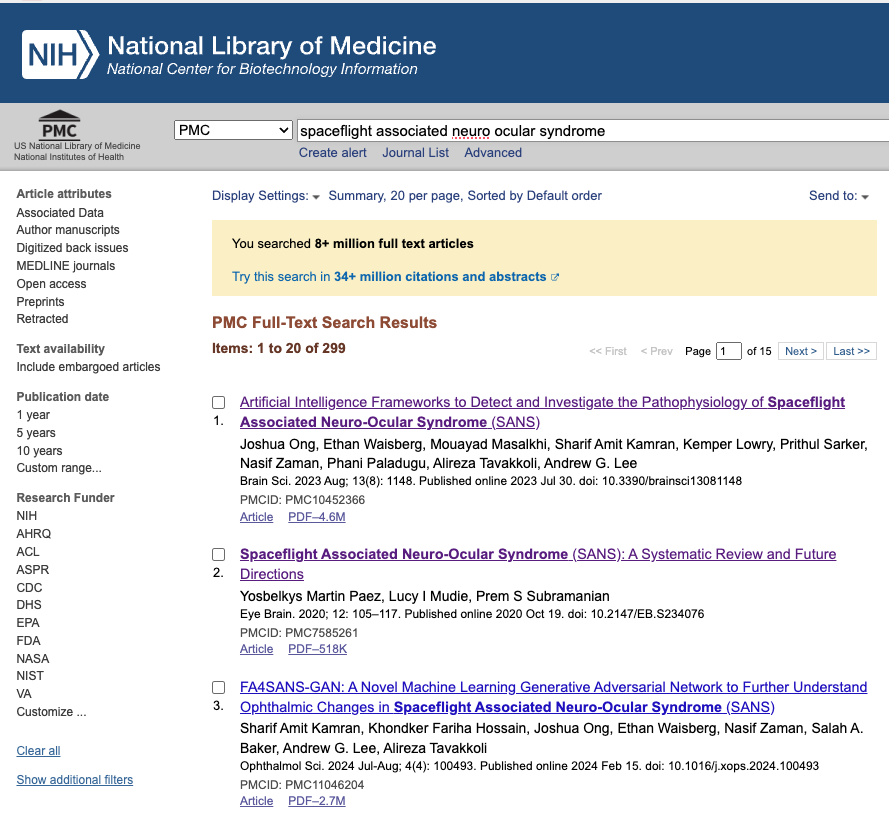 NIH National Library of Medicine
National Center for Biotechnology Information
PMC
US National Library of Medicine
National Institutes of Health
PMC
spaceflight associated neuro ocular syndrome
Create alert Journal List Advanced
Article attributes
Associated Data
Author manuscripts
Digitized back issues
MEDLINE journals
Open access
Preprints
Retracted
Text availability
Include embargoed articles
Publication date
1 year
5 years
10 years
Custom range...
Research Funder
NIH
AHRQ
ACL
ASPR
CDC
DHS
EPA
FDA
NASA
NIST
VA
Customize ...
Clear all
Show additional filters
Display Settings: Summary, 20 per page, Sorted by Default order
Send to:
You searched 8+ million full text articles
Try this search in 34+ million citations and abstracts
PMC Full-Text Search Results
Items: 1 to 20 of 299
<< First < Prev Page 1 of 15 Next > Last >>
Artificial Intelligence Frameworks to Detect and Investigate the Pathophysiology of Spaceflight
1. Associated Neuro-Ocular Syndrome (SANS)
Joshua Ong, Ethan Waisberg, Mouayad Masalkhi, Sharif Amit Kamran, Kemper Lowry, Prithul Sarker,
Nasif Zaman, Phani Paladugu, Alireza Tavakkoli, Andrew G. Lee
Brain Sci. 2023 Aug; 13(8): 1148. Published online 2023 Jul 30. doi: 10.3390/brainsci13081148
PMCID: PMC10452366
Article PDF–4.6M
Spaceflight Associated Neuro-Ocular Syndrome (SANS): A Systematic Review and Future
2. Directions
Yosbelkys Martin Paez, Lucy I Mudie, Prem S Subramanian
Eye Brain. 2020; 12: 105–117. Published online 2020 Oct 19. doi: 10.2147/EB.S234076
PMCID: PMC7585261
Article PDF–518K
FA4SANS-GAN: A Novel Machine Learning Generative Adversarial Network to Further Understand
3. Ophthalmic Changes in Spaceflight Associated Neuro-Ocular Syndrome (SANS)
Sharif Amit Kamran, Khondker Fariha Hossain, Joshua Ong, Ethan Waisberg, Nasif Zaman, Salah A.
Baker, Andrew G. Lee, Alireza Tavakkoli
Ophthalmol Sci. 2024 Jul-Aug; 4(4): 100493. Published online 2024 Feb 15. doi: 10.1016/j.xops.2024.100493
PMCID: PMC11046204
Article PDF–2.7M